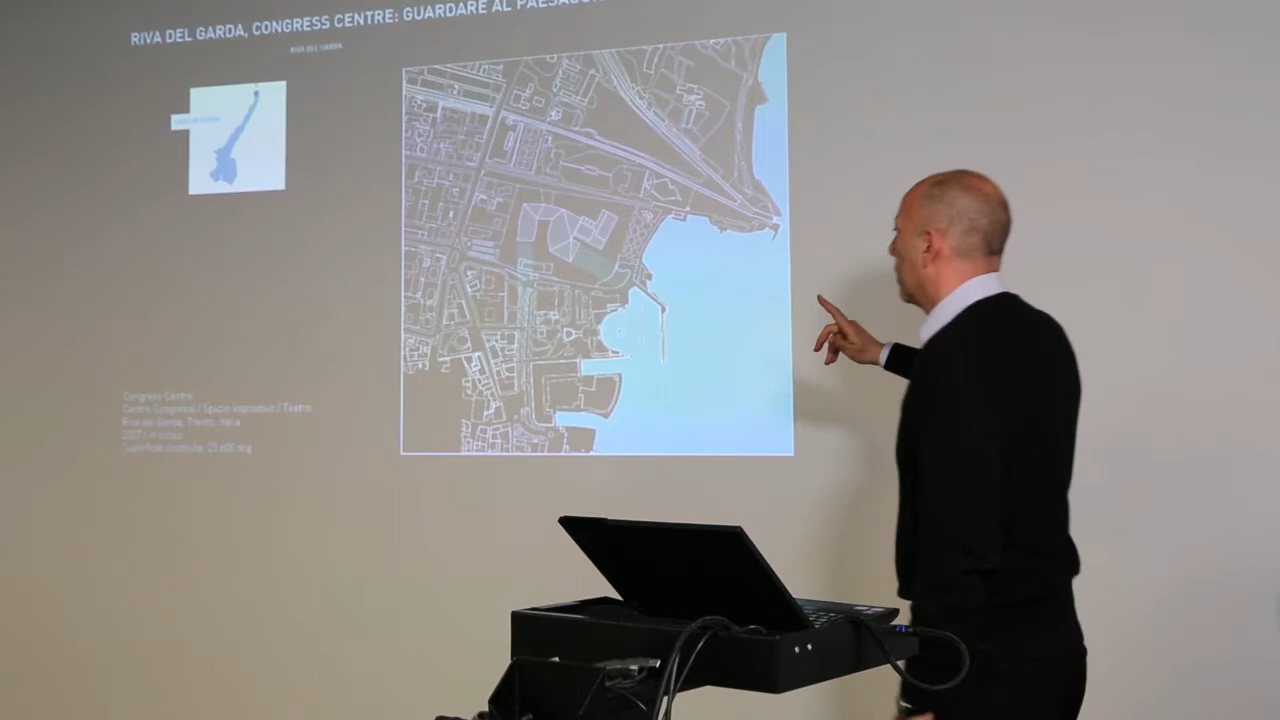 RIVA DEL GARDA, CONGRESS CENTRE: GUARDARE AL PAESAGGIO
RIVA DEL GARDA
Congress Centre
Centro Congressi / Spazio espositivo / Teatro
Riva del Garda, Trento, Italia